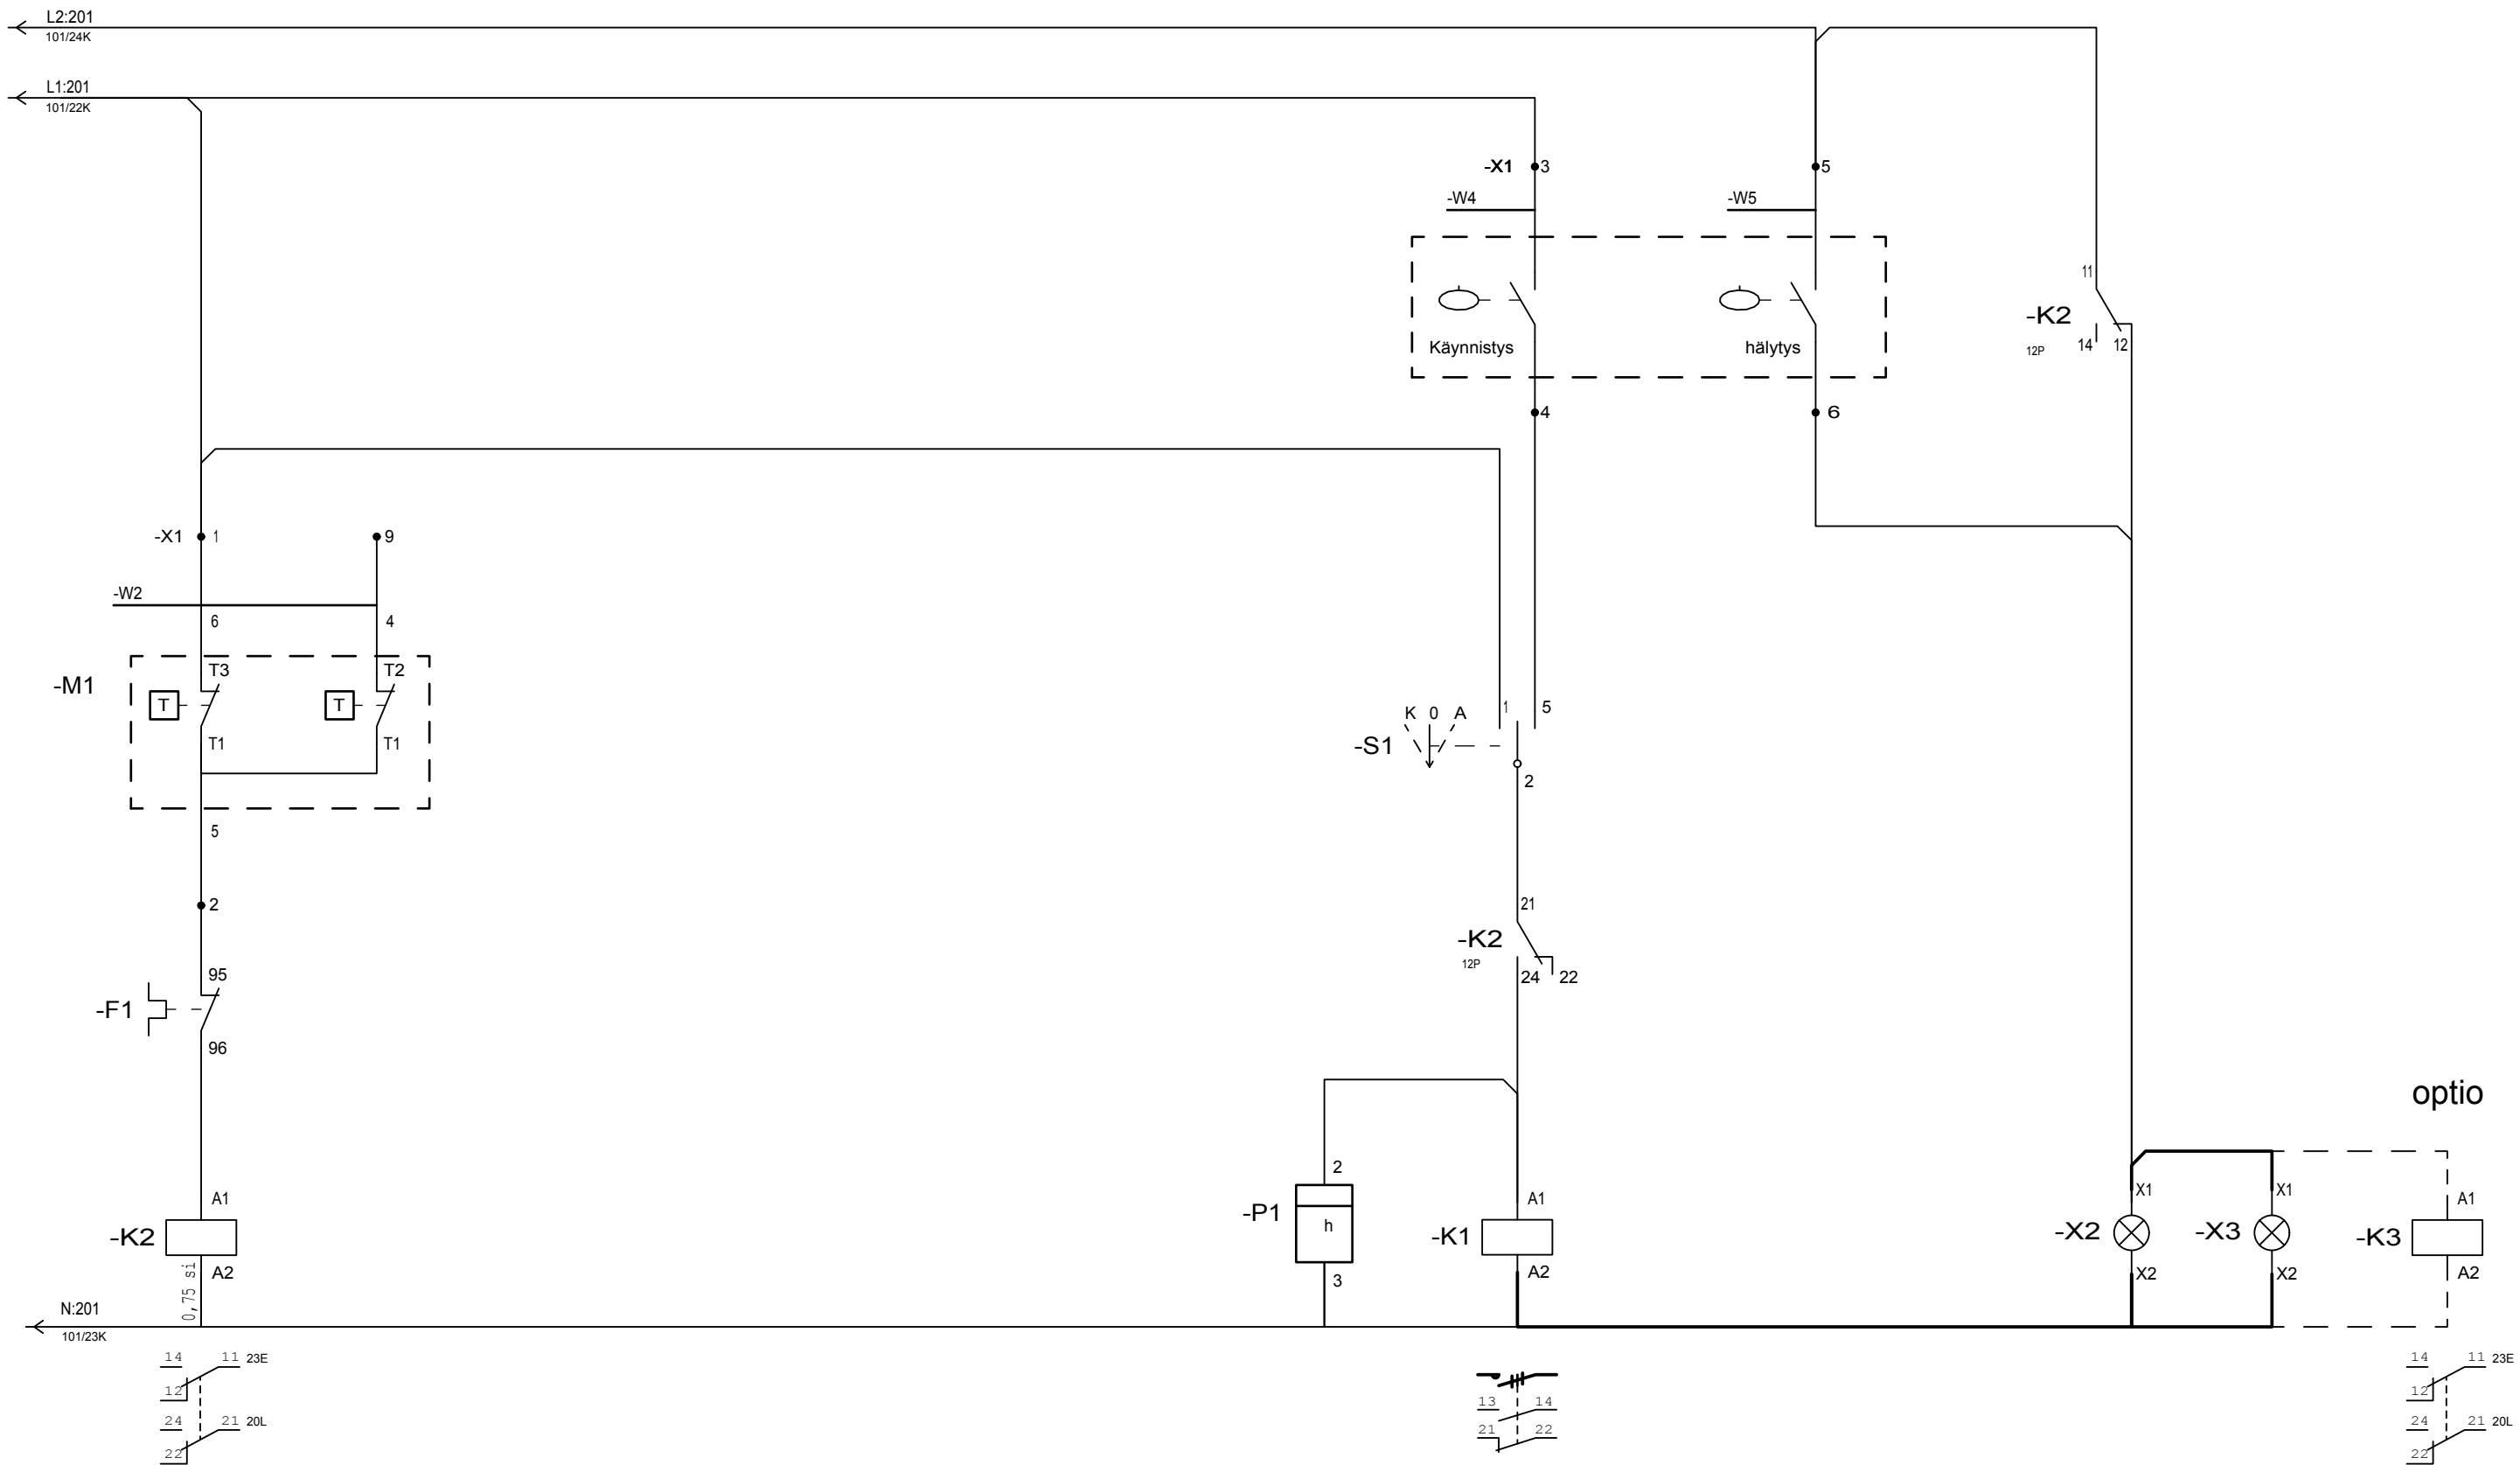 L2:201
101/24K
L1:201
101/22K
-X1 3
5
-W4
-W5
11
-K2
12P
14 12
Käynnistys
hälytys
4
6
-X1 1
9
-W2
6
4
-M1
T3
T2
T
T
T1
T1
5
K 0 A
1
5
-S1
2
2
21
-K2
12P
24 22
95
-F1
96
optio
2
A1
A1
X1
X1
A1
-P1
h
-K2
-K1
-X2
-X3
-K3
A2
3
A2
X2
X2
A2
0,75 si
N:201
101/23K
14 11 23E
12
24 21 20L
22
13 14
21 22
14 11 23E
12
24 21 20L
22